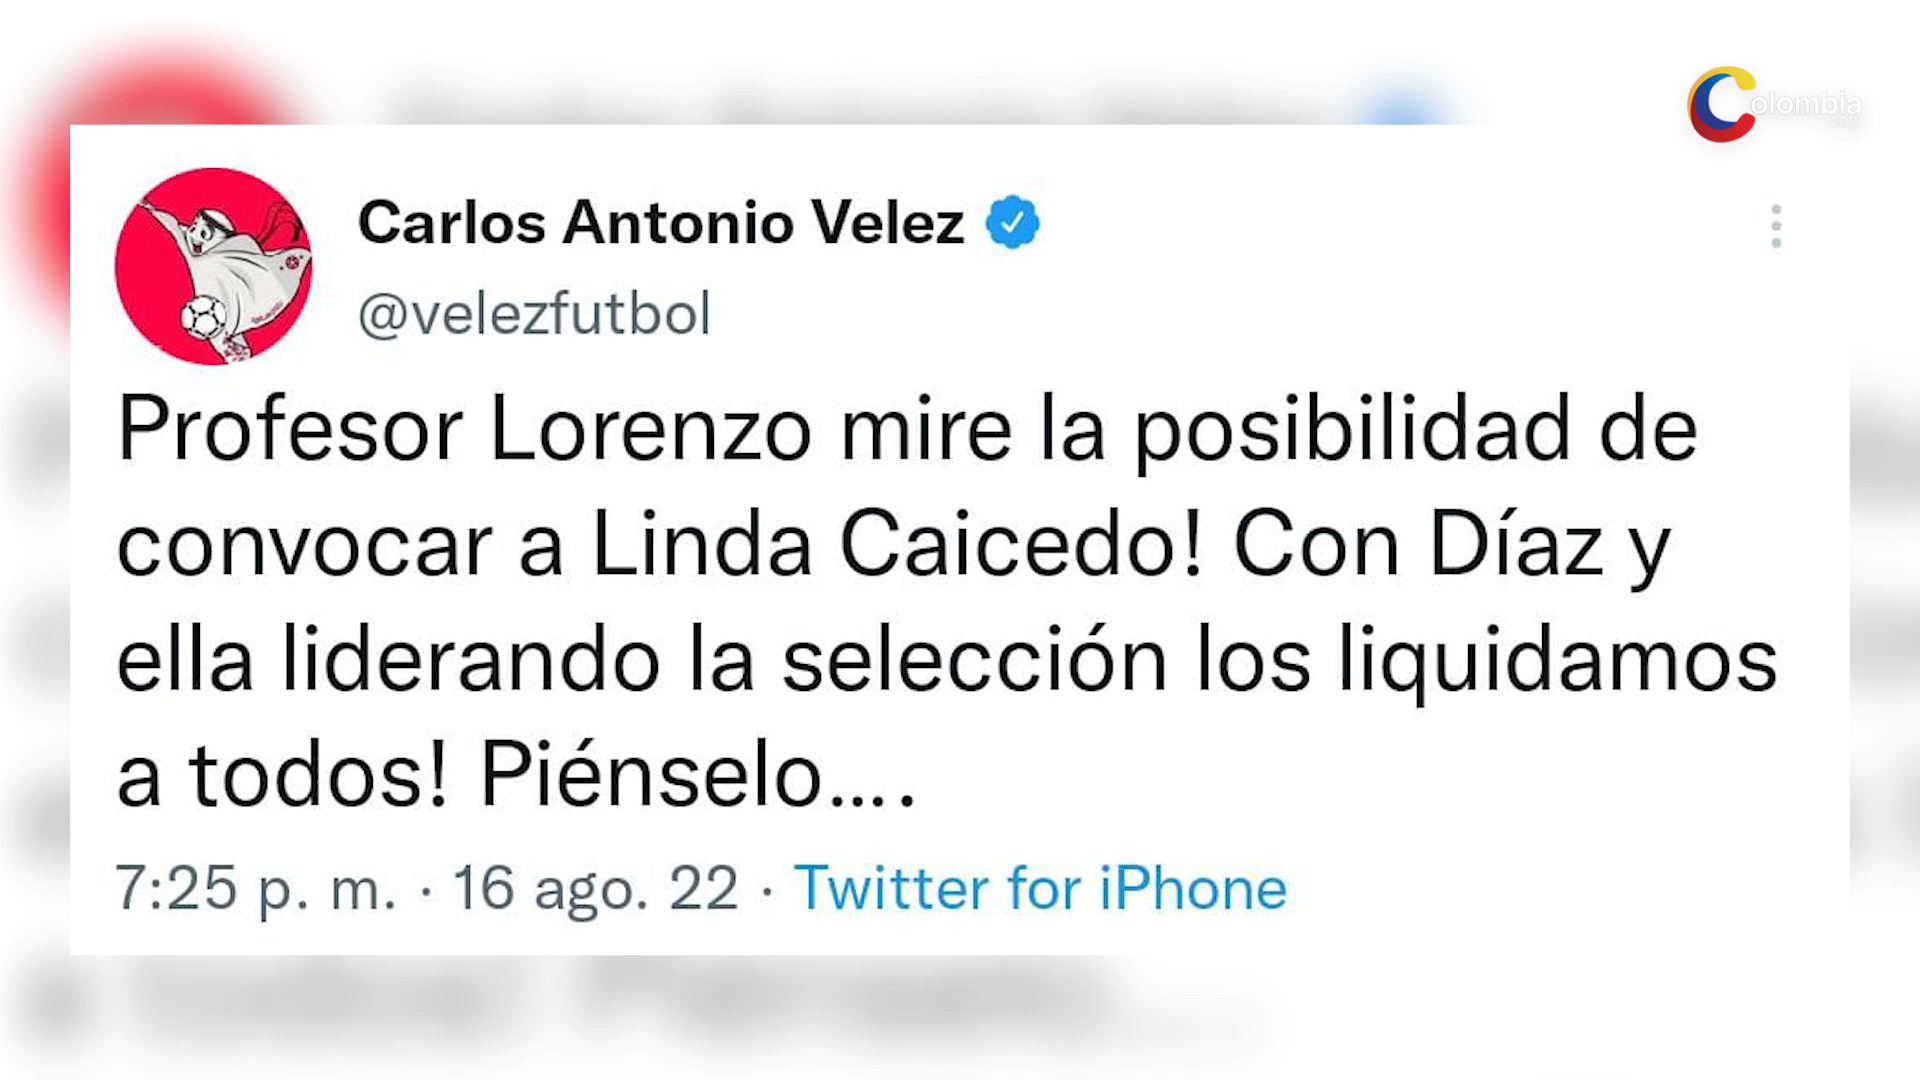 Colombia
Carlos Antonio Velez
@velezfutbol
Profesor Lorenzo mire la posibilidad de
convocar a Linda Caicedo! Con Díaz y
ella liderando la selección los liquidamos
a todos! Piénselo....
7:25 p. m. · 16 ago. 22 · Twitter for iPhone